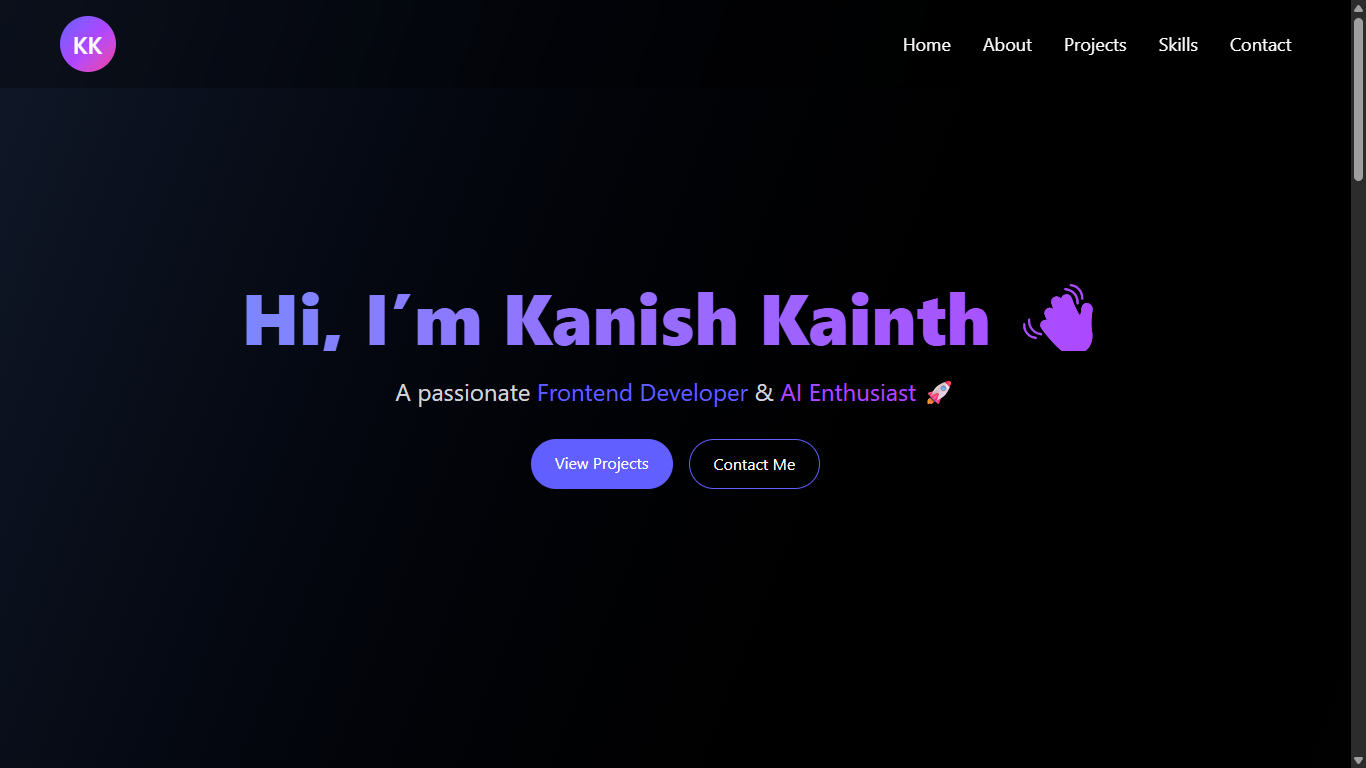 KK
Home About Projects Skills Contact
Hi, I’m Kanish Kainth 👋
A passionate Frontend Developer & AI Enthusiast 🚀
View Projects Contact Me